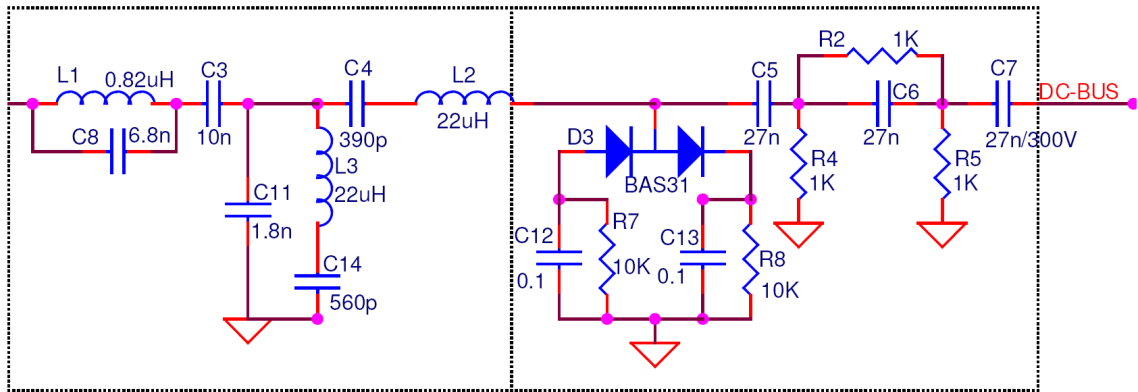 R2 1K
L1 0.82uH
C3
C4
L2
C5
C6
C7
DC-BUS
C8
6.8n
10n
390p
22uH
27n
27n
27n/300V
D3
BAS31
L3
22uH
R4
1K
R5
1K
C11
1.8n
C12
0.1
R7
10K
C13
0.1
R8
10K
C14
560p